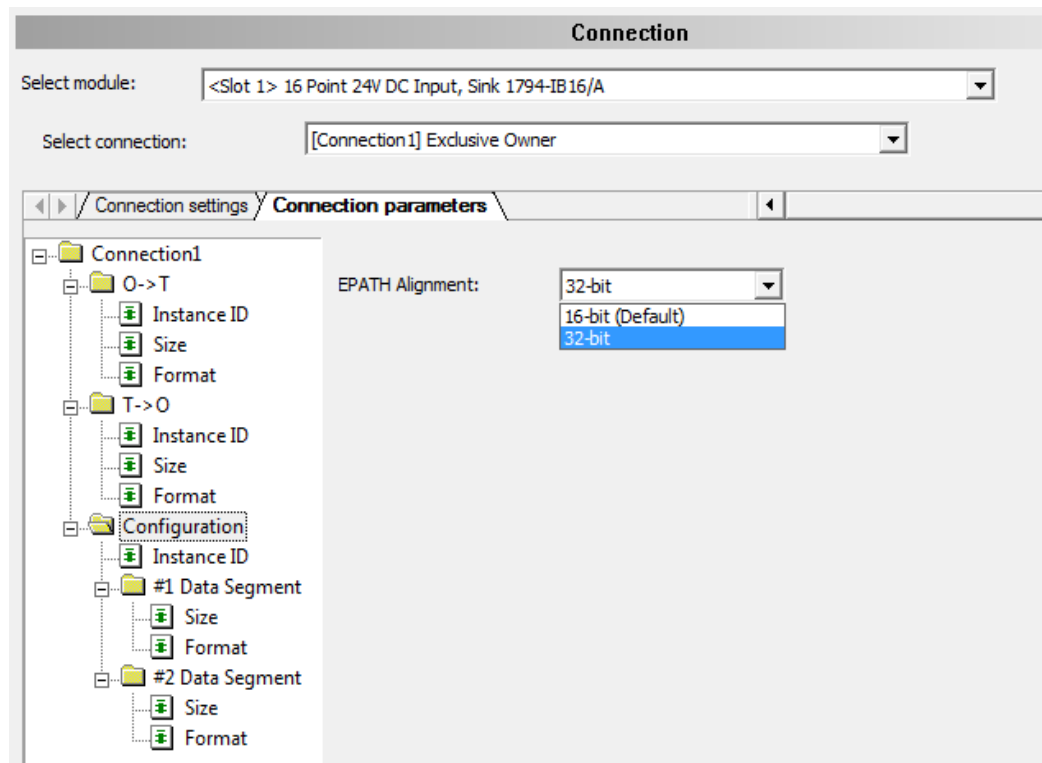 Connection
Select module: <Slot 1> 16 Point 24V DC Input, Sink 1794-IB16/A
Select connection: [Connection1] Exclusive Owner
Connection settings Connection parameters
Connection1
O->T
Instance ID
Size
Format
T->O
Instance ID
Size
Format
Configuration
Instance ID
#1 Data Segment
Size
Format
#2 Data Segment
Size
Format
EPATH Alignment: 32-bit
16-bit (Default)
32-bit